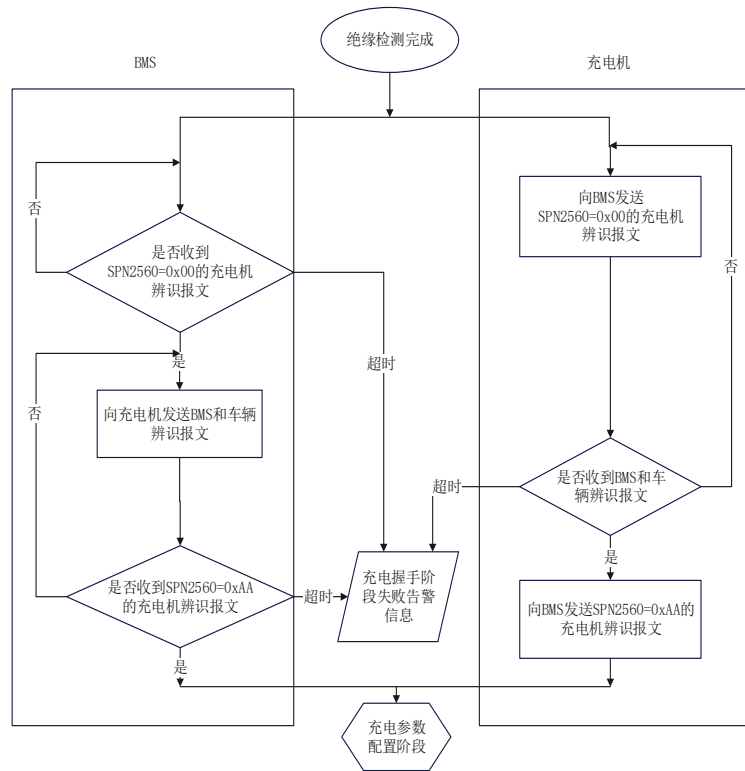 绝缘检测完成
BMS
充电机
否
向BMS发送
SPN2560=0x00的充电机
辨识报文
是否收到
SPN2560=0x00的充电机
辨识报文
否
超时
是
否
向充电机发送BMS和车辆
辨识报文
是否收到BMS和车
辆辨识报文
超时
是
是否收到SPN2560=0xAA
的充电机辨识报文
超时
充电握手阶
段失败告警
信息
向BMS发送SPN2560=0xAA的
充电机辨识报文
是
充电参数
配置阶段